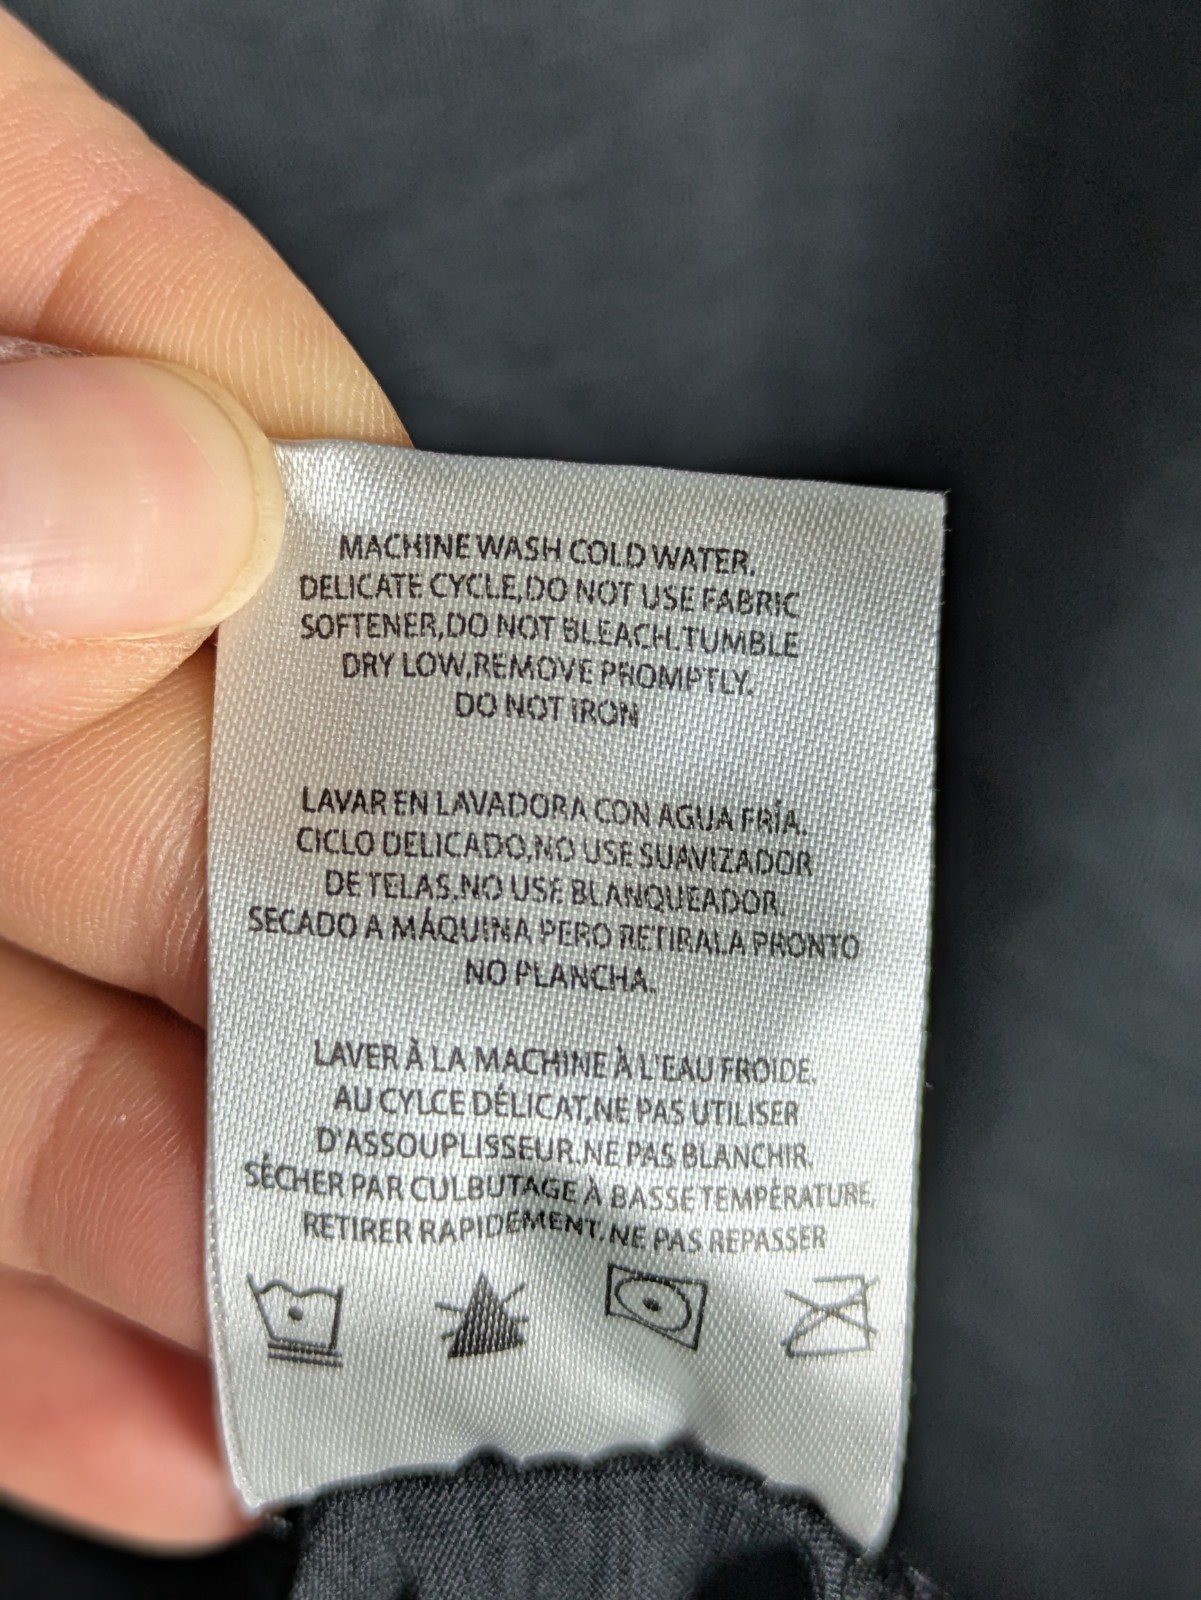 MACHINE WASH COLD WATER.
DELICATE CYCLE,DO NOT USE FABRIC
SOFTENER,DO NOT BLEACH.TUMBLE
DRY LOW,REMOVE PROMPTLY.
DO NOT IRON
LAVAR EN LAVADORA CON AGUA FRÍA.
CICLO DELICADO,NO USE SUAVIZADOR
DE TELAS.NO USE BLANQUEADOR.
SECADO A MÁQUINA PERO RETIRALA PRONTO
NO PLANCHA.
LAVER À LA MACHINE À L'EAU FROIDE.
AU CYLCE DÉLICAT,NE PAS UTILISER
D'ASSOUPLISSEUR.NE PAS BLANCHIR.
SÉCHER PAR CULBUTAGE À BASSE TEMPÉRATURE,
RETIRER RAPIDEMENT.NE PAS REPASSER